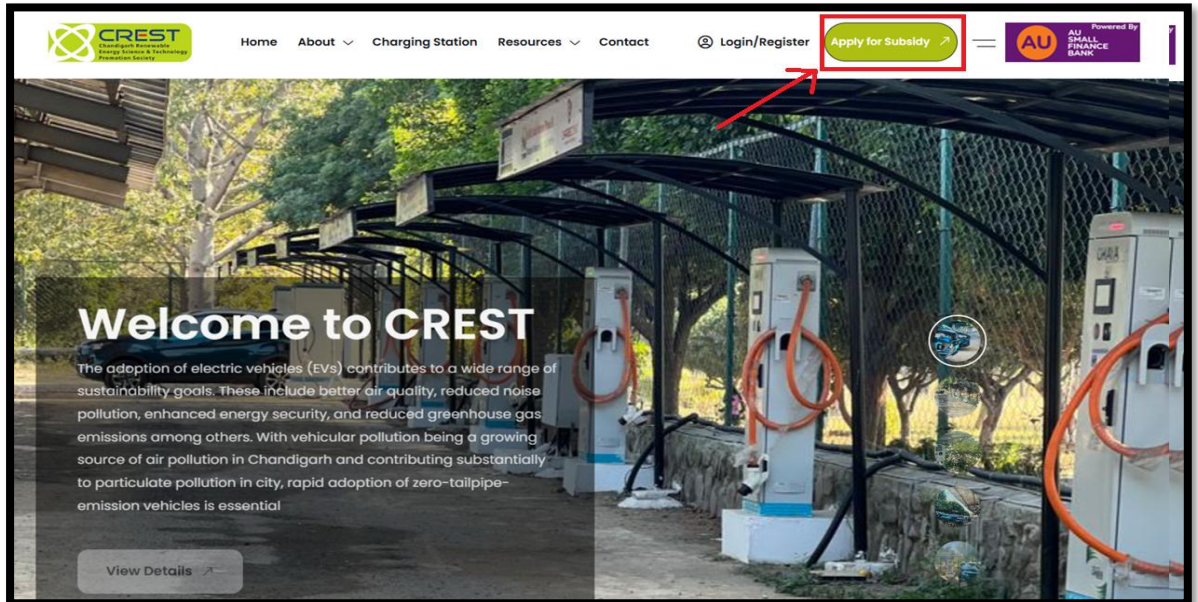 CREST
Chandigarh Renewable
Energy Science & Technology
Promotion Society
Home About Charging Station Resources Contact Login/Register Apply for Subsidy
Powered By
AU
AU
SMALL
FINANCE
BANK
Welcome to CREST
The adoption of electric vehicles (EVs) contributes to a wide range of
sustainability goals. These include better air quality, reduced noise
pollution, enhanced energy security, and reduced greenhouse gas
emissions among others. With vehicular pollution being a growing
source of air pollution in Chandigarh and contributing substantially
to particulate pollution in city, rapid adoption of zero-tailpipe-
emission vehicles is essential
View Details